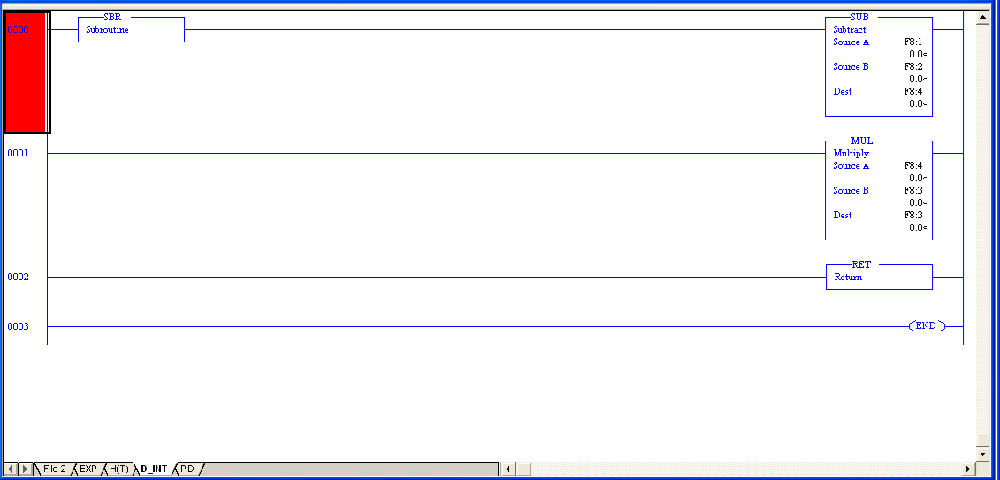 SBR
0000 Subroutine
SUB
Subtract
Source A F8:1
0.0<
Source B F8:2
0.0<
Dest F8:4
0.0<
MUL
0001 Multiply
Source A F8:4
0.0<
Source B F8:3
0.0<
Dest F8:3
0.0<
RET
0002 Return
0003 END
File 2 EXP H(T) D_INT PID